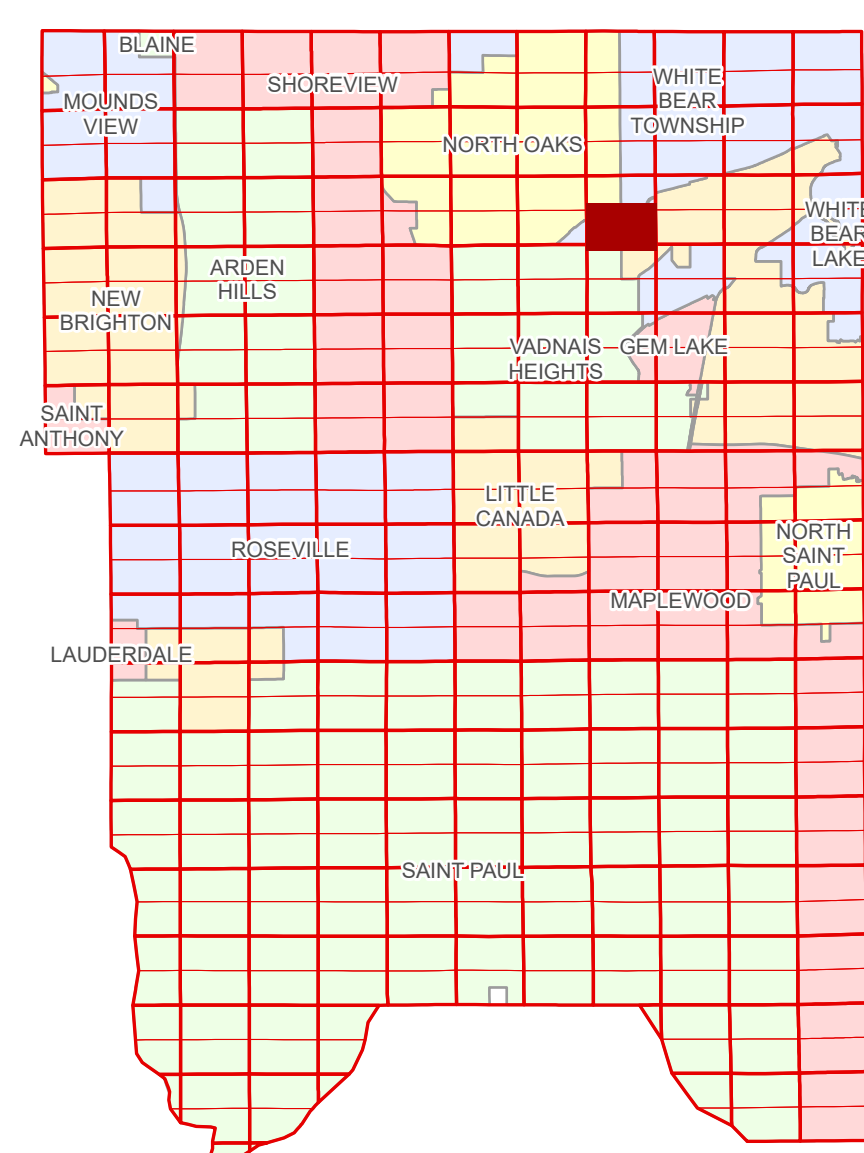 BLAINE
SHOREVIEW
WHITE
BEAR
TOWNSHIP
MOUNDS
VIEW
NORTH OAKS
WHITE
BEAR
LAKE
ARDEN
HILLS
NEW
BRIGHTON
VADNAIS
HEIGHTS
GEM LAKE
SAINT
ANTHONY
LITTLE
CANADA
NORTH
SAINT
PAUL
ROSEVILLE
MAPLEWOOD
LAUDERDALE
SAINT PAUL